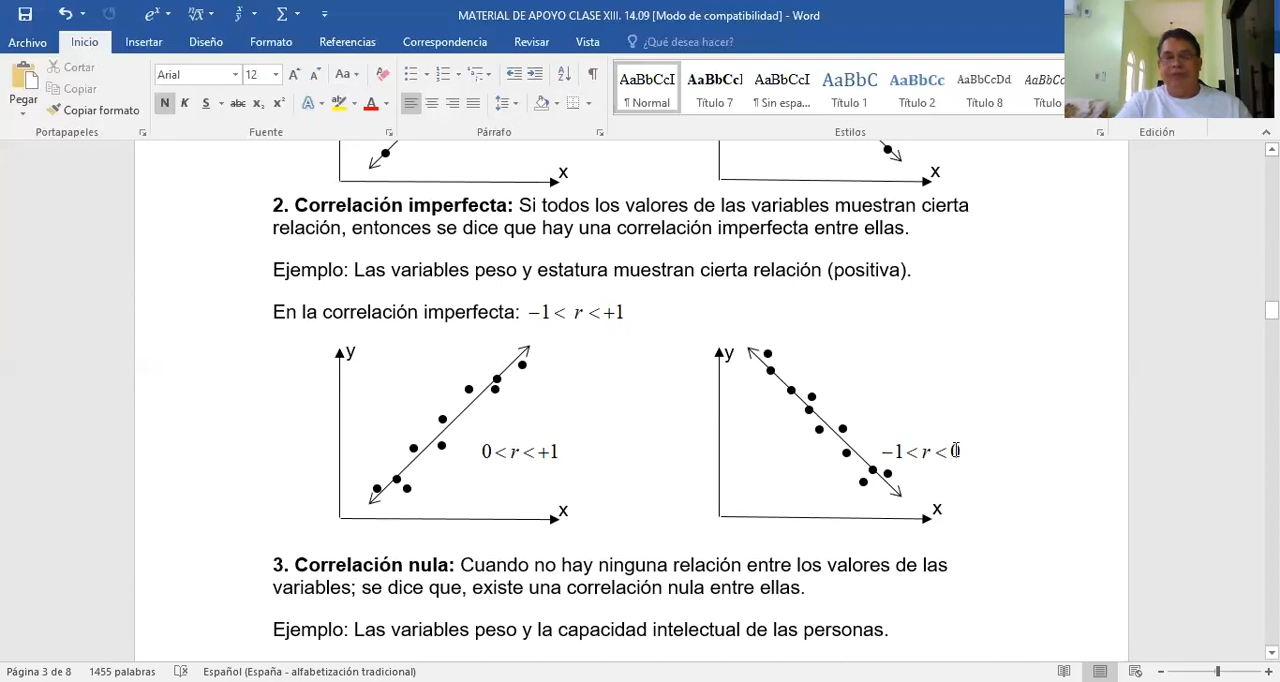 MATERIAL DE APOYO CLASE XIII. 14.09 [Modo de compatibilidad] - Word
Archivo Inicio Insertar Diseño Formato Referencias Correspondencia Revisar Vista ¿Qué desea hacer?
Pegar
Cortar
Copiar
Copiar formato
Arial 12
N K S abc x₂ x²
AaBbCcI AaBbCcI AaBbCcI AaBbC AaBbCc AaBbCcDd AaBbCc
¶ Normal Título 7 ¶ Sin espa... Título 1 Título 2 Título 8 Título
Portapapeles Fuente Párrafo Estilos Edición
x x
2. Correlación imperfecta: Si todos los valores de las variables muestran cierta
relación, entonces se dice que hay una correlación imperfecta entre ellas.
Ejemplo: Las variables peso y estatura muestran cierta relación (positiva).
En la correlación imperfecta: −1 < r < +1
y y
0 < r < +1 −1 < r < 0
x x
3. Correlación nula: Cuando no hay ninguna relación entre los valores de las
variables; se dice que, existe una correlación nula entre ellas.
Ejemplo: Las variables peso y la capacidad intelectual de las personas.
Página 3 de 8 1455 palabras Español (España - alfabetización tradicional)